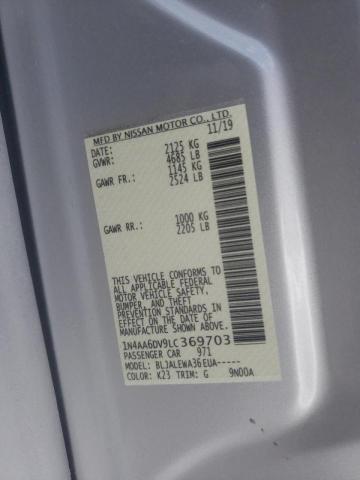 MFD BY NISSAN MOTOR CO., LTD.
DATE: 11/19
GVWR: 2125 KG
4685 LB
GAWR FR.: 1145 KG
2524 LB
GAWR RR.: 1000 KG
2205 LB
THIS VEHICLE CONFORMS TO
ALL APPLICABLE FEDERAL
MOTOR VEHICLE SAFETY,
BUMPER, AND THEFT
PREVENTION STANDARDS IN
EFFECT ON THE DATE OF
MANUFACTURE SHOWN ABOVE.
1N4AA6DV9LC369703
PASSENGER CAR 971
MODEL: BLJALEWA36EUA-----
COLOR: K23 TRIM: G 9N00A